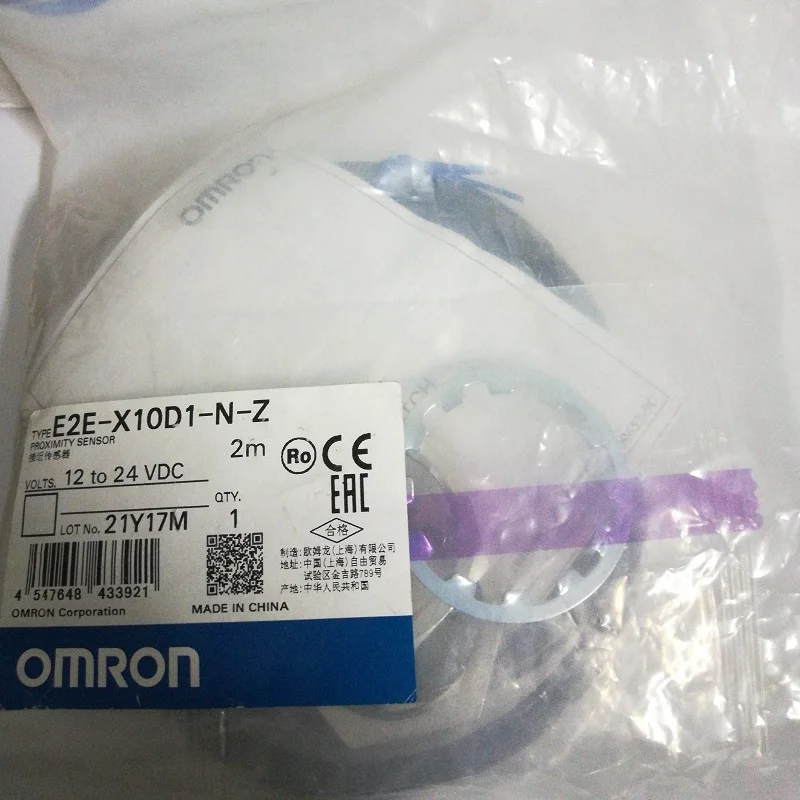 OMRON
TYPE E2E-X10D1-N-Z
PROXIMITY SENSOR
接近传感器
2m
Ro CE
EAC
VOLTS. 12 to 24 VDC
QTY.
LOT No. 21Y17M 1
合格
制造: 欧姆龙(上海)有限公司
地址: 中国(上海)自由贸易
试验区金吉路789号
产地: 中华人民共和国
4 547648 433921
OMRON Corporation
MADE IN CHINA
OMRON